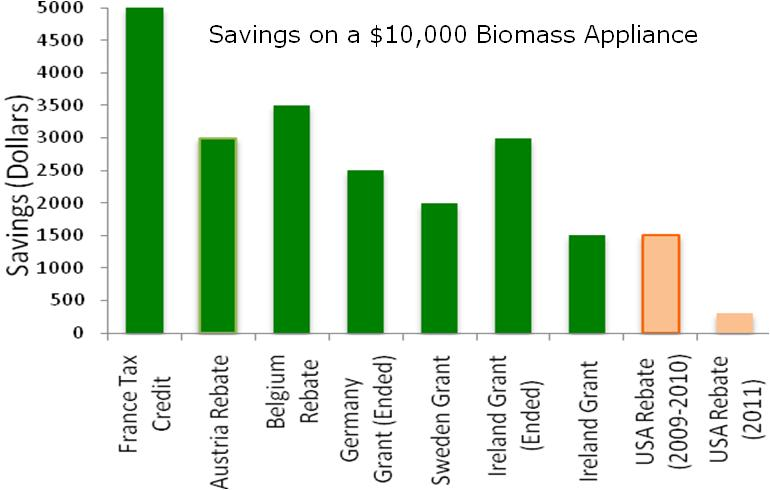 Savings on a $10,000 Biomass Appliance
Savings (Dollars)
5000
4500
4000
3500
3000
2500
2000
1500
1000
500
0
France Tax
Credit
Austria Rebate
Belgium
Rebate
Germany
Grant (Ended)
Sweden Grant
Ireland Grant
(Ended)
Ireland Grant
USA Rebate
(2009-2010)
USA Rebate
(2011)